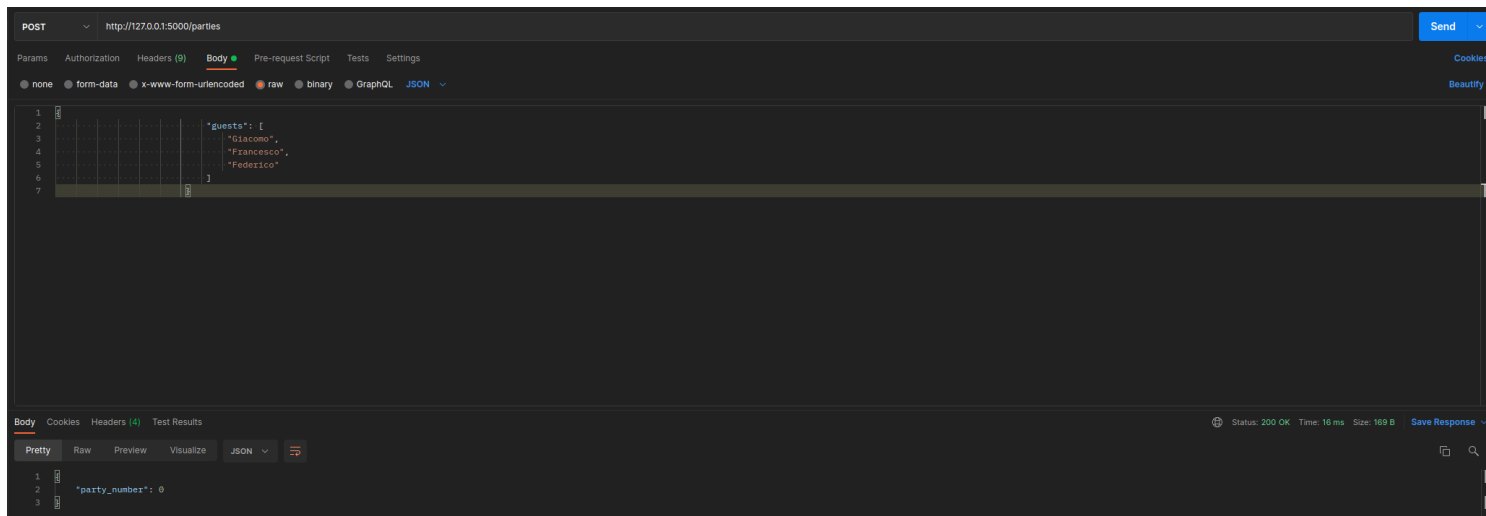 POST http://127.0.0.1:5000/parties Send
Params Authorization Headers (9) Body Pre-request Script Tests Settings Cookies
none form-data x-www-form-urlencoded raw binary GraphQL JSON Beautify
1 {
2 "guests": [
3 "Giacomo",
4 "Francesco",
5 "Federico"
6 ]
7 }
Body Cookies Headers (4) Test Results Status: 200 OK Time: 16 ms Size: 169 B Save Response
Pretty Raw Preview Visualize JSON
1 {
2 "party_number": 0
3 }